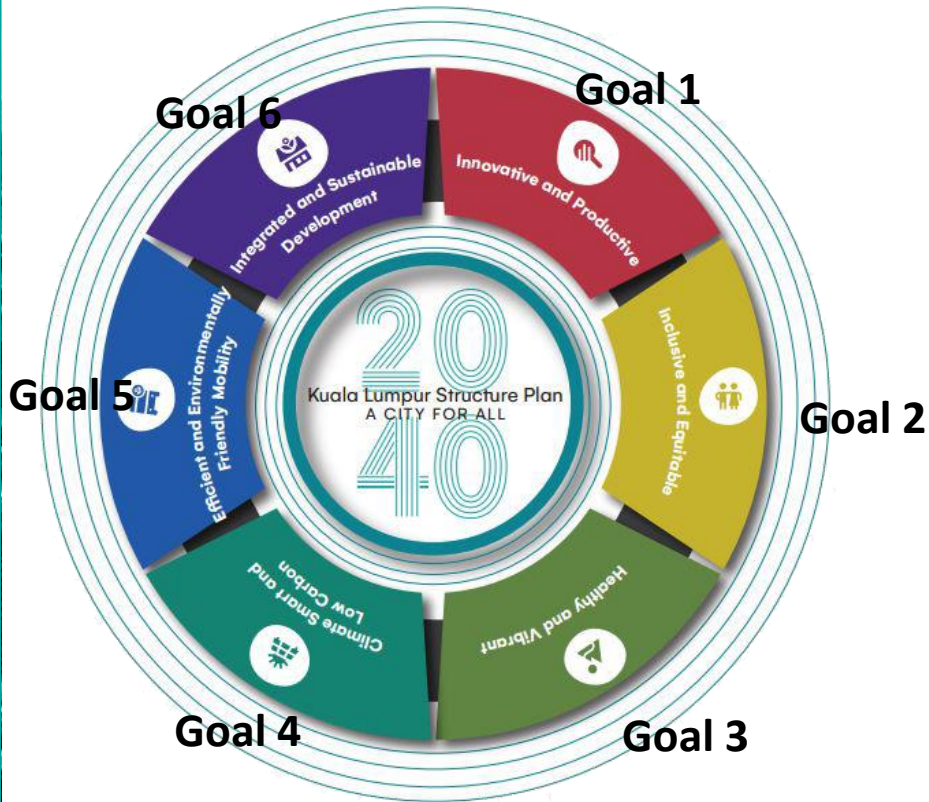 Goal 1
Innovative and Productive
Goal 2
Inclusive and Equitable
Goal 3
Healthy and Vibrant
Goal 4
Climate Smart and
Low Carbon
Goal 5
Efficient and Environmentally
Friendly Mobility
Goal 6
Integrated and Sustainable
Development
20
Kuala Lumpur Structure Plan
A CITY FOR ALL
40